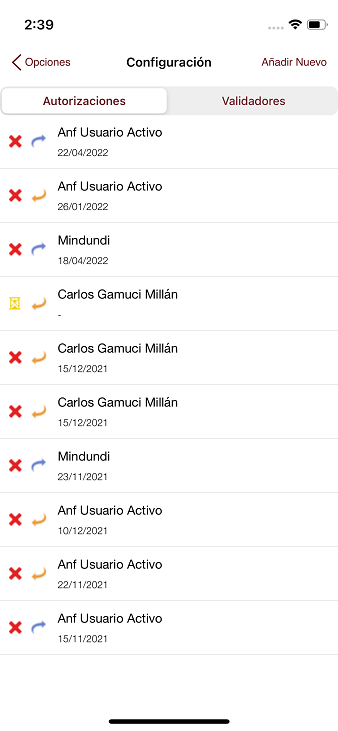 2:39
Opciones
Configuración
Añadir Nuevo
Autorizaciones
Validadores
Anf Usuario Activo
22/04/2022
Anf Usuario Activo
26/01/2022
Mindundi
18/04/2022
Carlos Gamuci Millán
-
Carlos Gamuci Millán
15/12/2021
Carlos Gamuci Millán
15/12/2021
Mindundi
23/11/2021
Anf Usuario Activo
10/12/2021
Anf Usuario Activo
22/11/2021
Anf Usuario Activo
15/11/2021